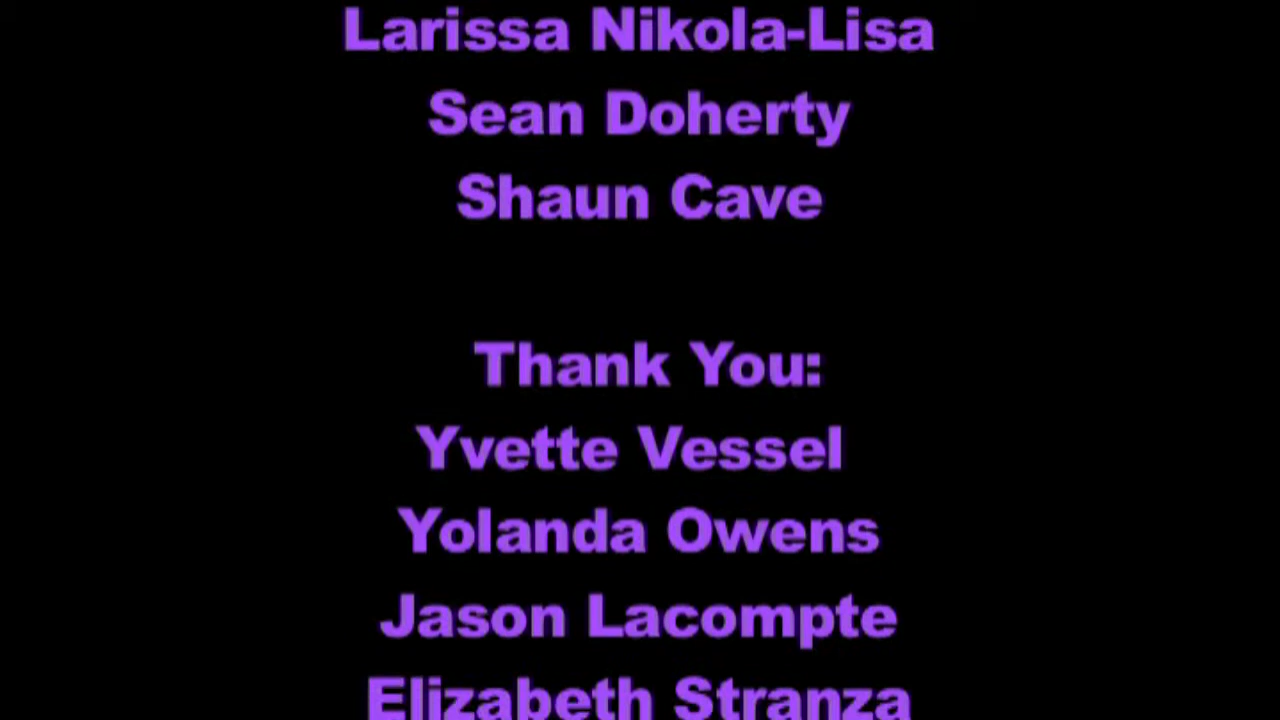 Larissa Nikola-Lisa
Sean Doherty
Shaun Cave
Thank You:
Yvette Vessel
Yolanda Owens
Jason Lacompte
Elizabeth Stranza